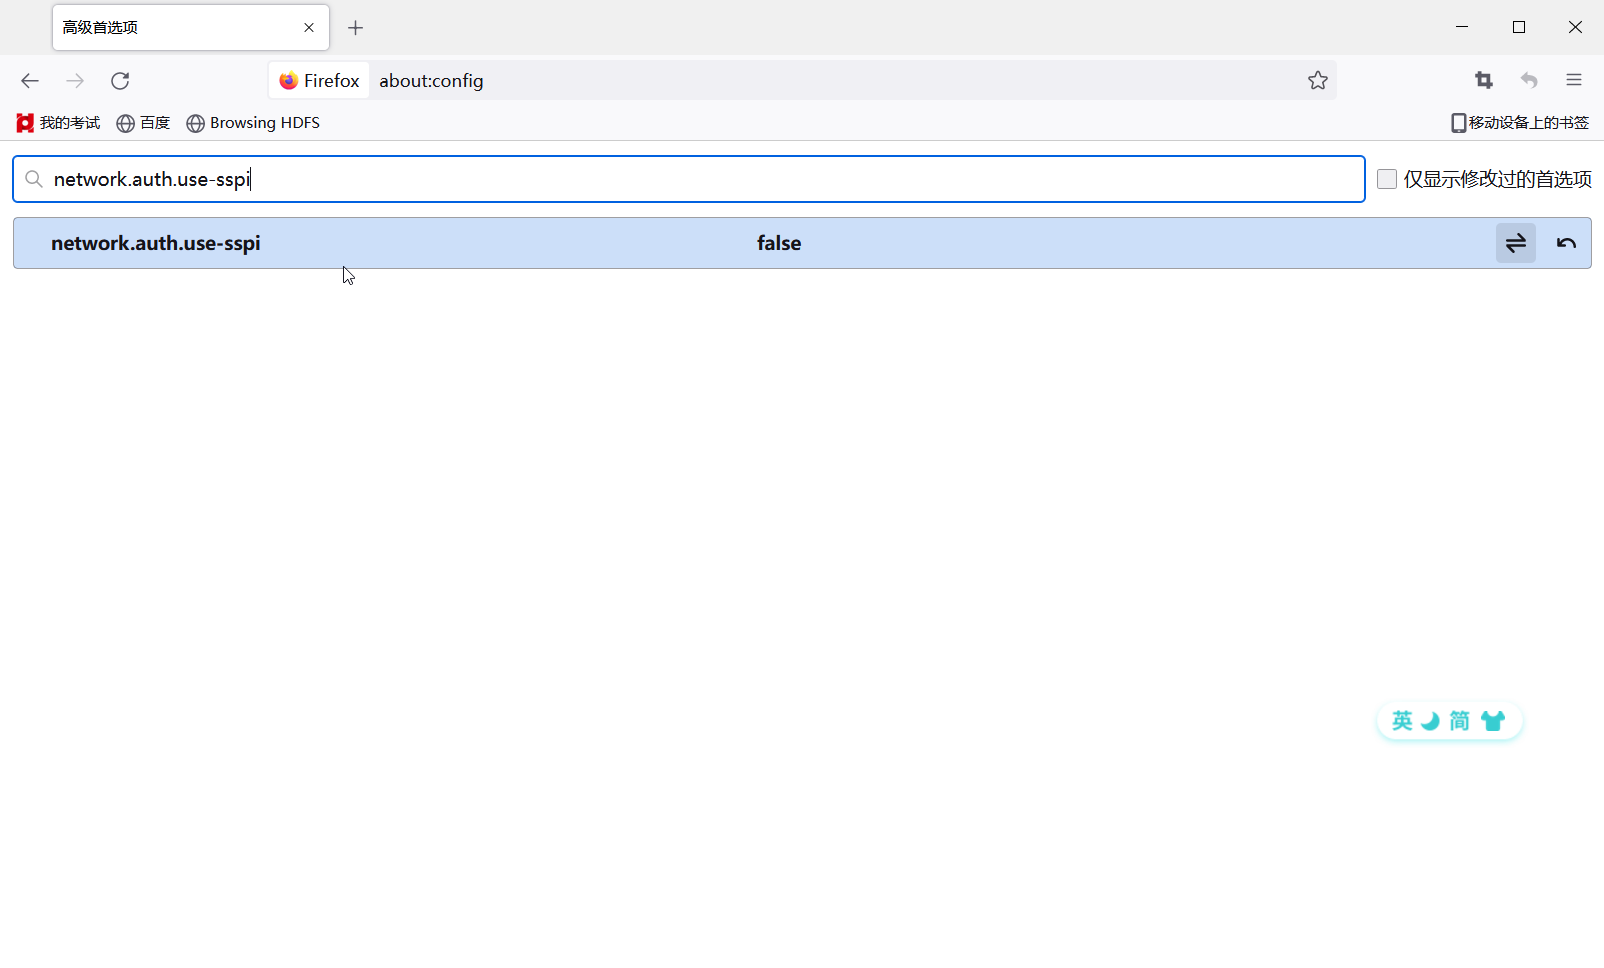 高级首选项
Firefox about:config
我的考试 百度 Browsing HDFS 移动设备上的书签
network.auth.use-sspi 仅显示修改过的首选项
network.auth.use-sspi false
英 简